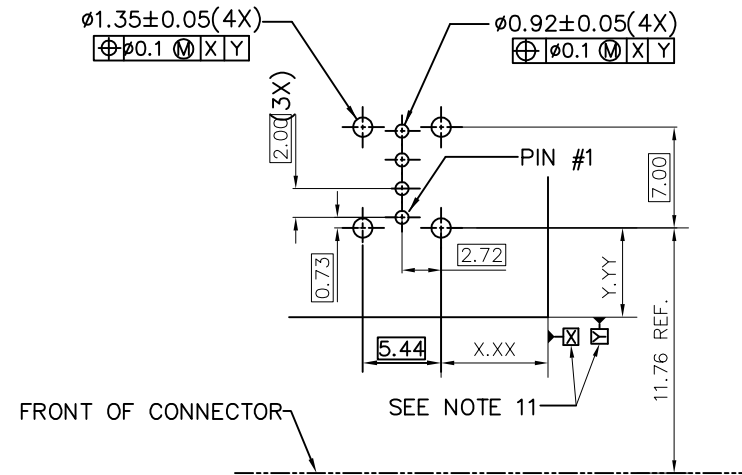 ø1.35±0.05(4X)
⌖ ø0.1 Ⓜ X Y
ø0.92±0.05(4X)
⌖ ø0.1 Ⓜ X Y
2.00 (3X)
PIN #1
7.00
0.73
2.72
Y.YY
5.44
X.XX
X
Y
11.76 REF.
SEE NOTE 11
FRONT OF CONNECTOR